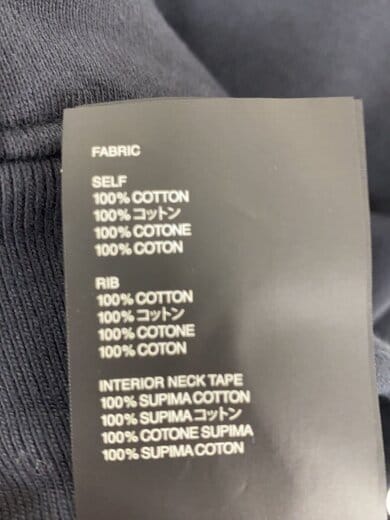 FABRIC
SELF
100% COTTON
100% コットン
100% COTONE
100% COTON
RIB
100% COTTON
100% コットン
100% COTONE
100% COTON
INTERIOR NECK TAPE
100% SUPIMA COTTON
100% SUPIMA コットン
100% COTONE SUPIMA
100% SUPIMA COTON